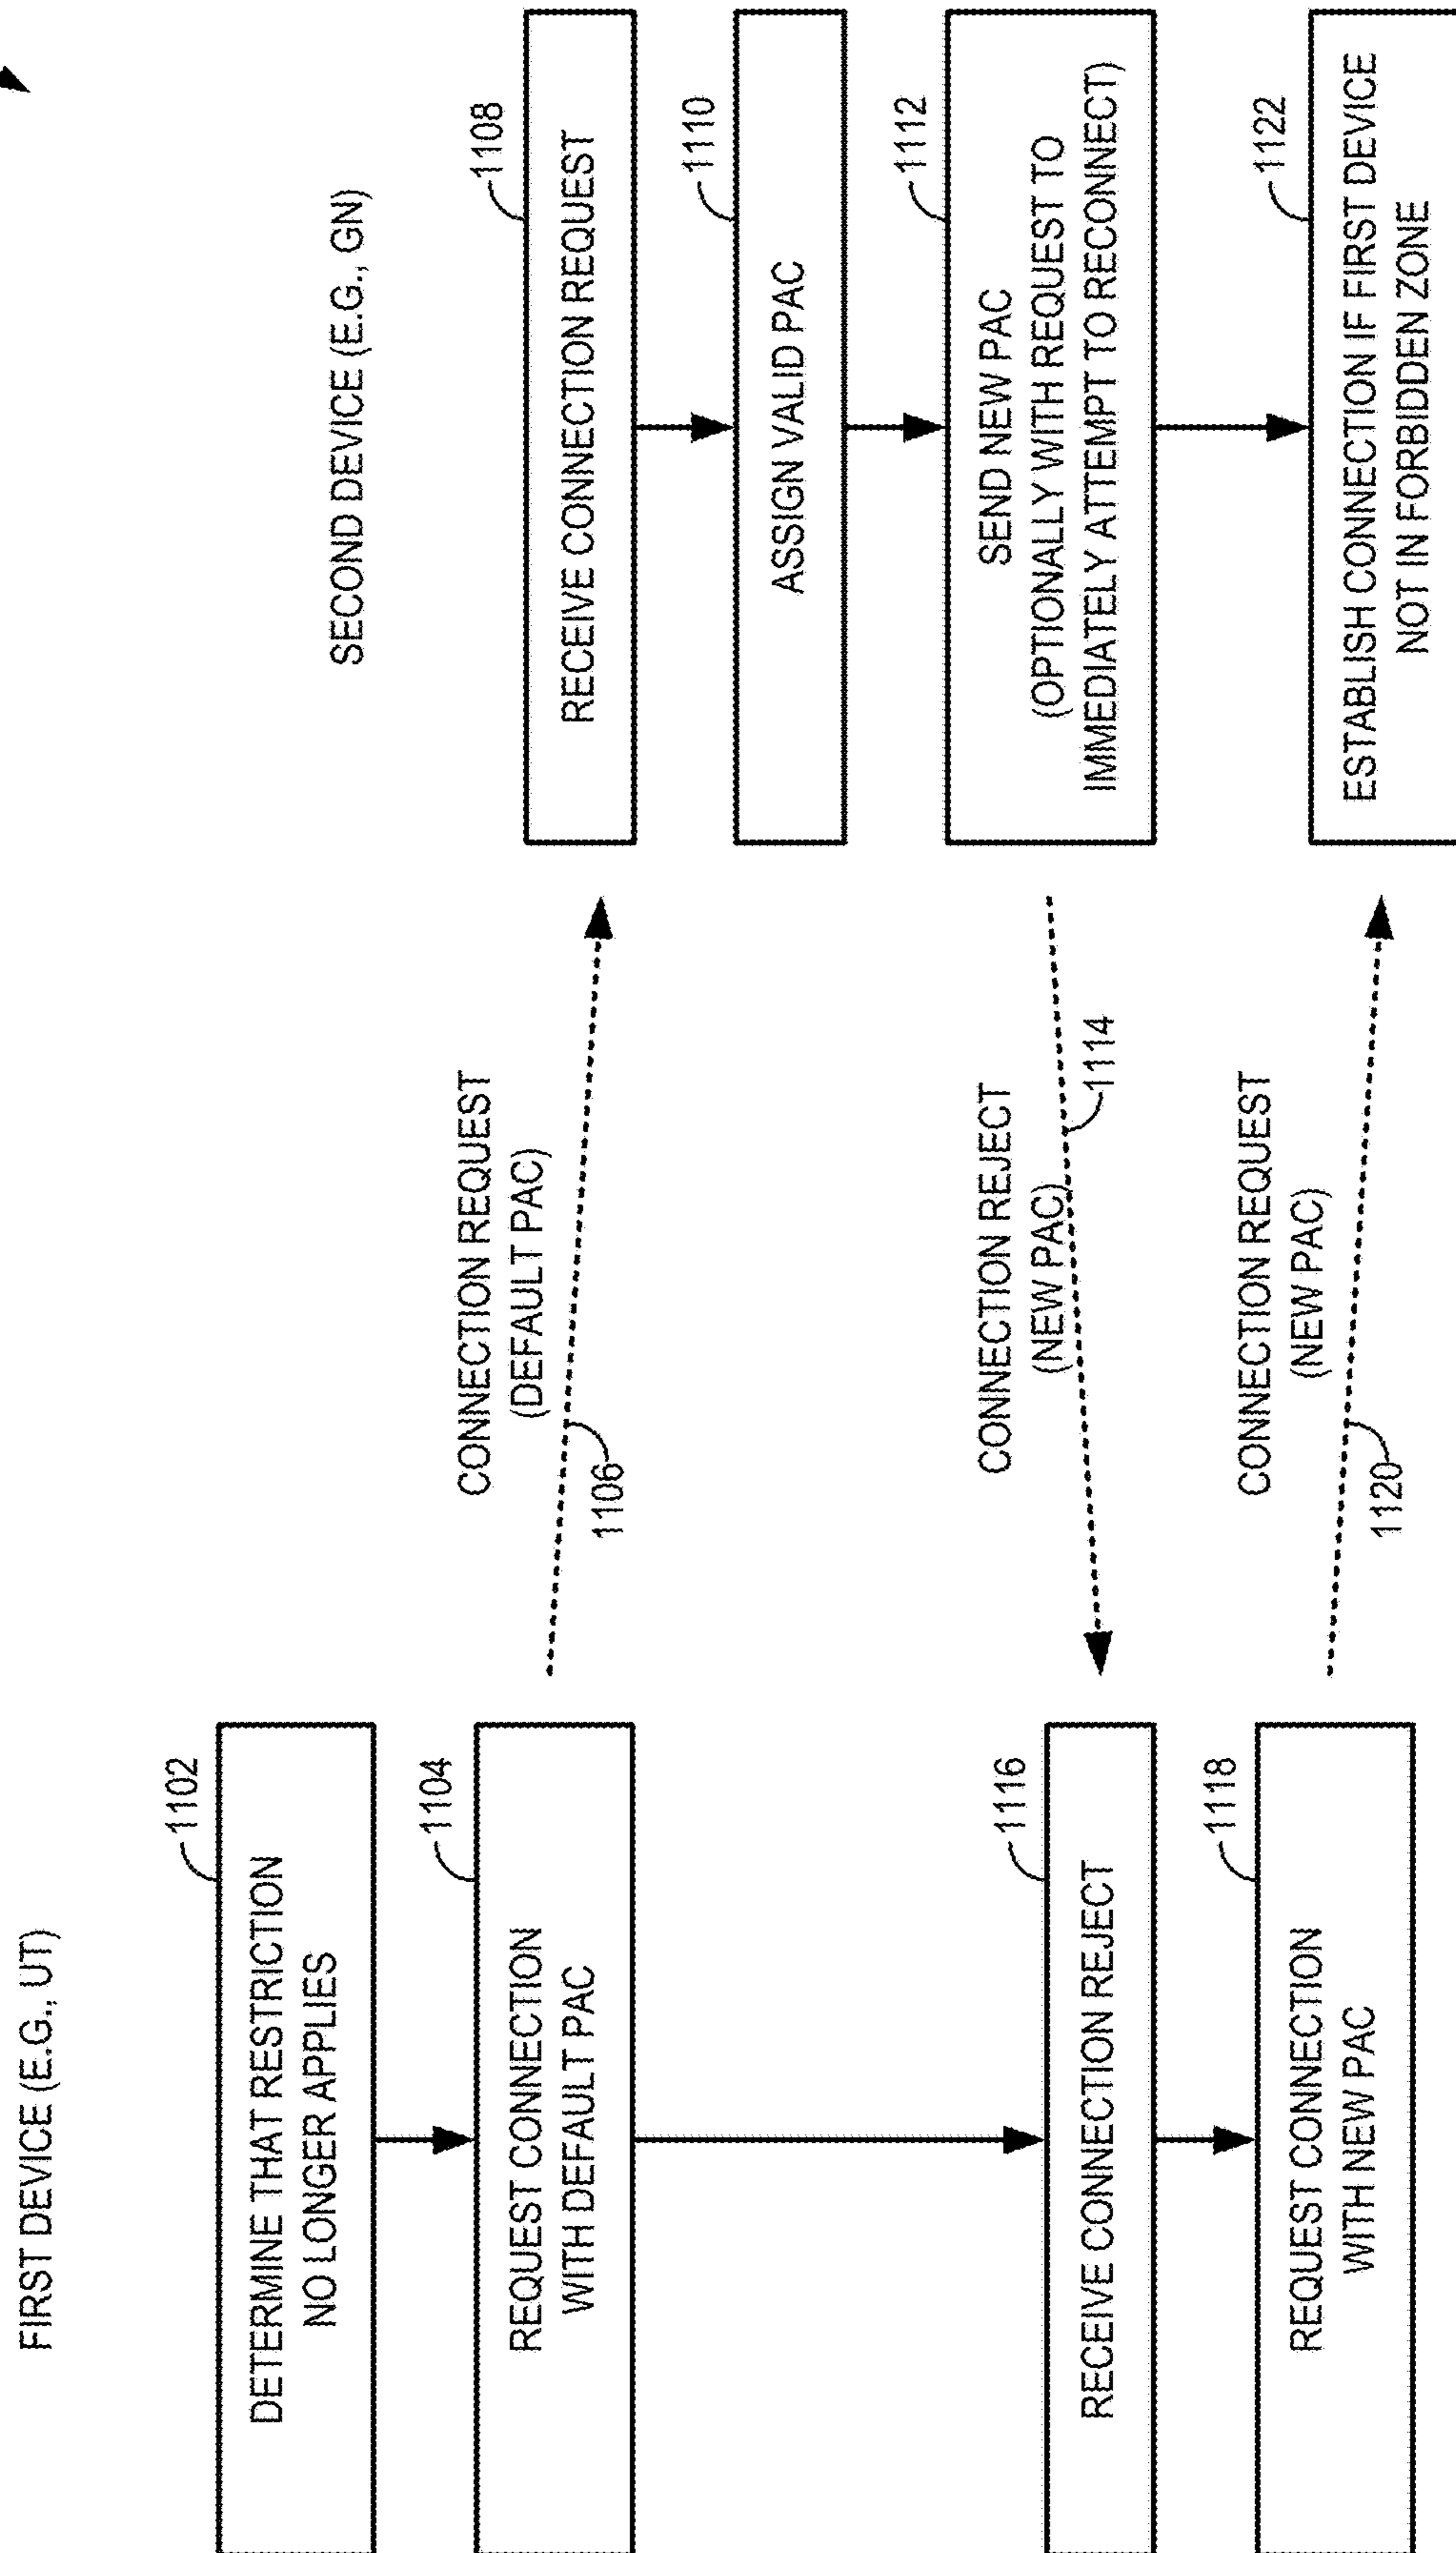 FIRST DEVICE (E.G., UT)
SECOND DEVICE (E.G., GN)
1102
DETERMINE THAT RESTRICTION
NO LONGER APPLIES
1104
REQUEST CONNECTION
WITH DEFAULT PAC
CONNECTION REQUEST
(DEFAULT PAC)
1106
1108
RECEIVE CONNECTION REQUEST
1110
ASSIGN VALID PAC
1112
SEND NEW PAC
(OPTIONALLY WITH REQUEST TO
IMMEDIATELY ATTEMPT TO RECONNECT)
CONNECTION REJECT
(NEW PAC)
1114
1116
RECEIVE CONNECTION REJECT
1118
REQUEST CONNECTION
WITH NEW PAC
CONNECTION REQUEST
(NEW PAC)
1120
1122
ESTABLISH CONNECTION IF FIRST DEVICE
NOT IN FORBIDDEN ZONE